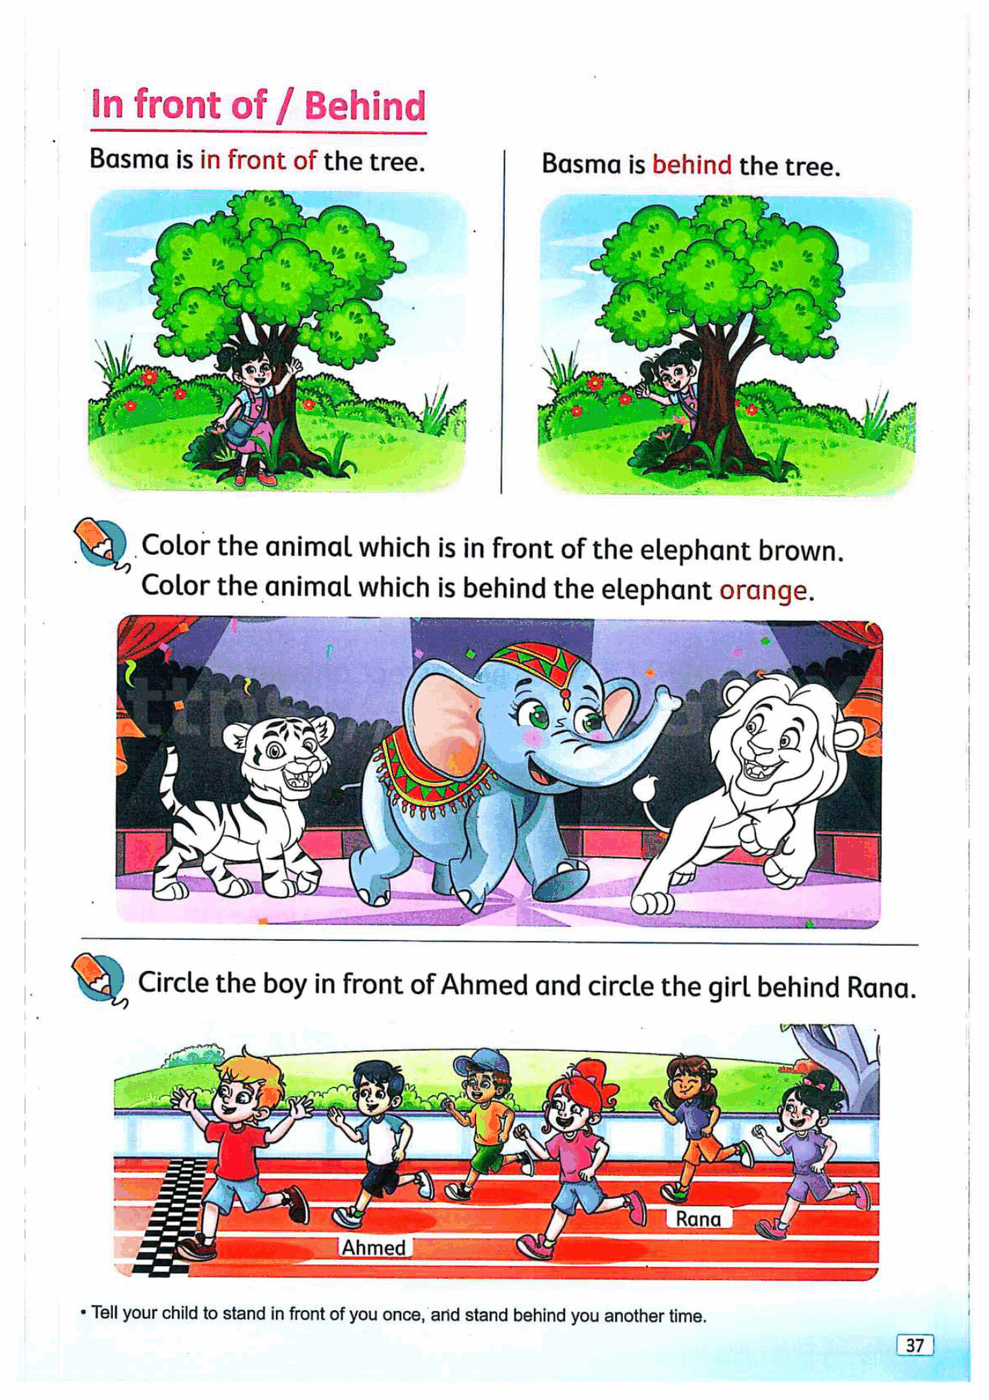 In front of / Behind
Basma is in front of the tree.
Basma is behind the tree.
Color the animal which is in front of the elephant brown.
Color the animal which is behind the elephant orange.
Circle the boy in front of Ahmed and circle the girl behind Rana.
Ahmed
Rana
• Tell your child to stand in front of you once, and stand behind you another time.
37